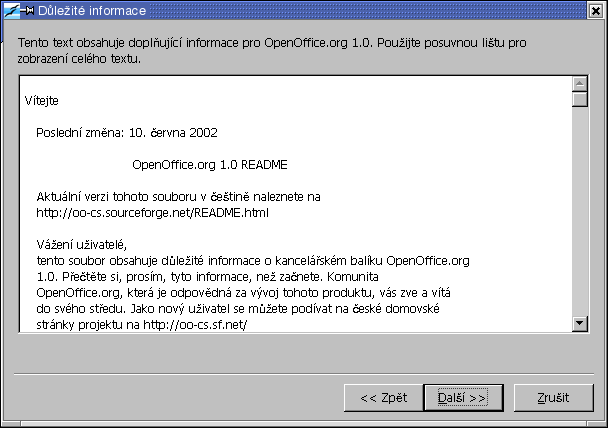 Důležité informace
Tento text obsahuje doplňující informace pro OpenOffice.org 1.0. Použijte posuvnou lištu pro
zobrazení celého textu.
Vítejte
Poslední změna: 10. června 2002
OpenOffice.org 1.0 README
Aktuální verzi tohoto souboru v češtině naleznete na
http://oo-cs.sourceforge.net/README.html
Vážení uživatelé,
tento soubor obsahuje důležité informace o kancelářském balíku OpenOffice.org
1.0. Přečtěte si, prosím, tyto informace, než začnete. Komunita
OpenOffice.org, která je odpovědná za vývoj tohoto produktu, vás zve a vítá
do svého středu. Jako nový uživatel se můžete podívat na české domovské
stránky projektu na http://oo-cs.sf.net/
<< Zpět
Další >>
Zrušit